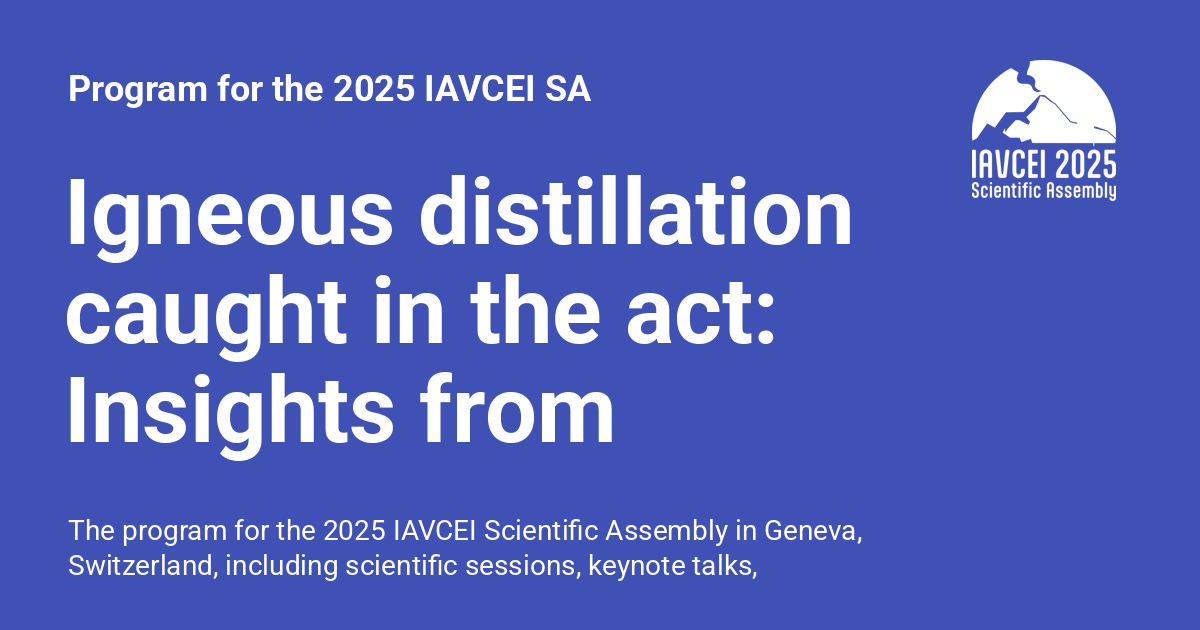 Program for the 2025 IAVCEI SA
IAVCEI 2025
Scientific Assembly
Igneous distillation
caught in the act:
Insights from
The program for the 2025 IAVCEI Scientific Assembly in Geneva,
Switzerland, including scientific sessions, keynote talks,